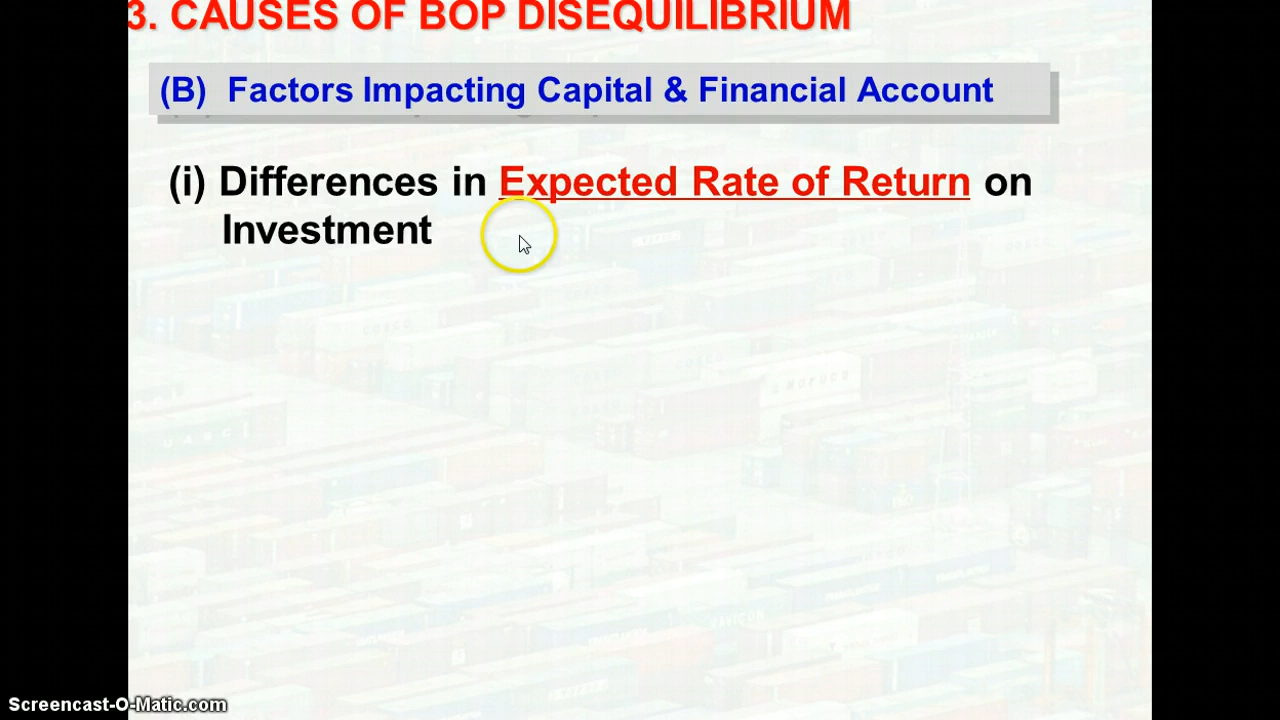 3. CAUSES OF BOP DISEQUILIBRIUM
(B) Factors Impacting Capital & Financial Account
(i) Differences in Expected Rate of Return on
Investment
Screencast-O-Matic.com